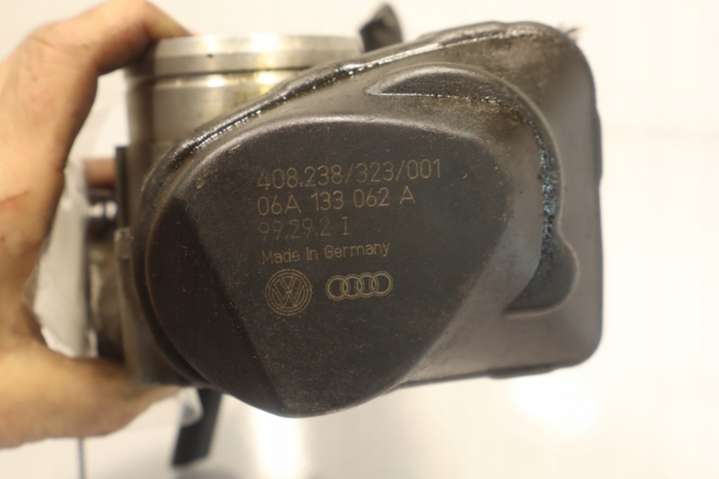 408.238/323/001
06A 133 062 A
99.29.2 I
Made in Germany